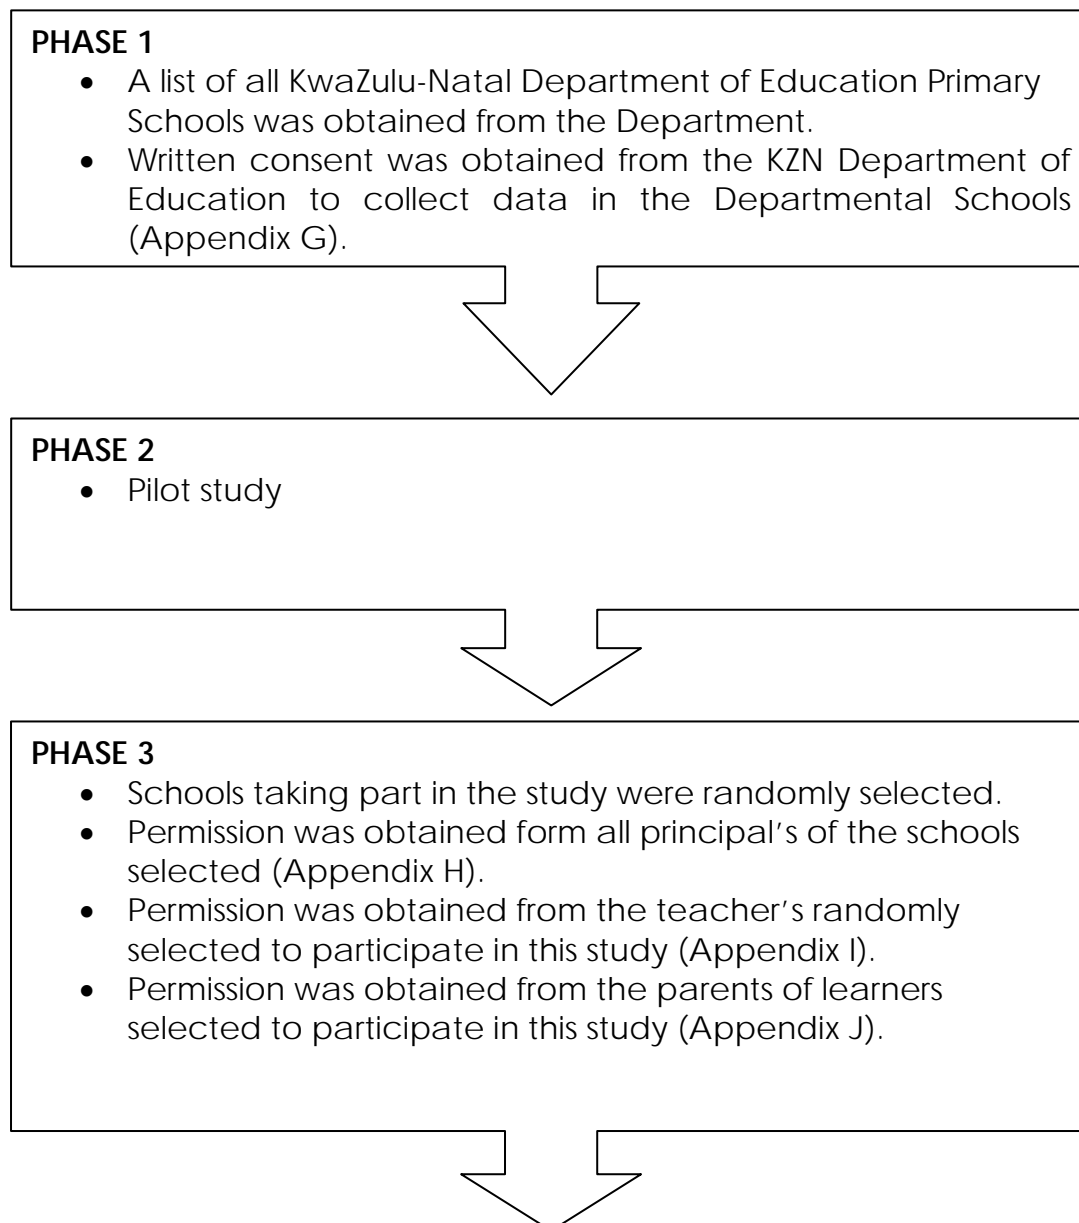 PHASE 1
• A list of all KwaZulu-Natal Department of Education Primary
Schools was obtained from the Department.
• Written consent was obtained from the KZN Department of
Education to collect data in the Departmental Schools
(Appendix G).
PHASE 2
• Pilot study
PHASE 3
• Schools taking part in the study were randomly selected.
• Permission was obtained form all principal’s of the schools
selected (Appendix H).
• Permission was obtained from the teacher’s randomly
selected to participate in this study (Appendix I).
• Permission was obtained from the parents of learners
selected to participate in this study (Appendix J).